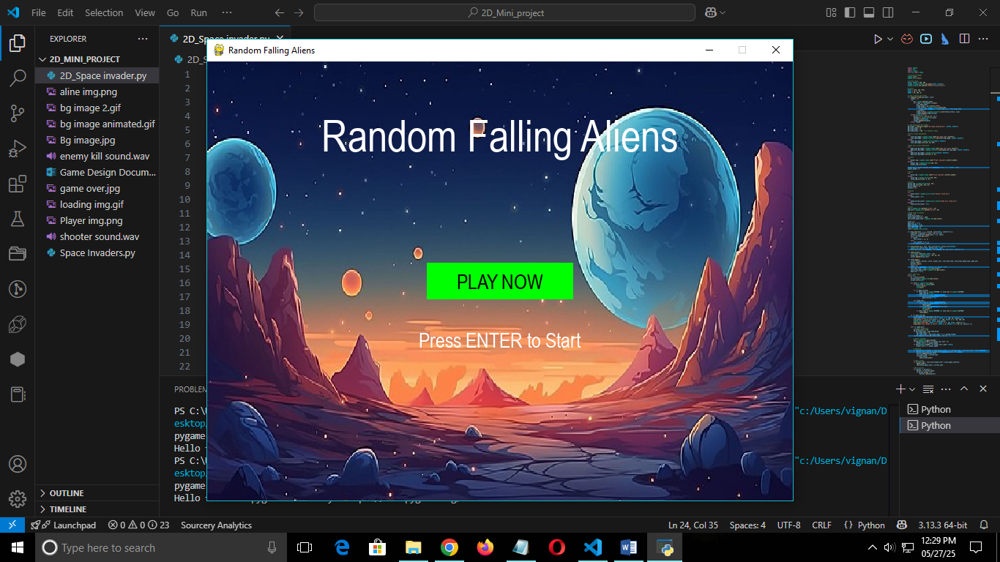 File Edit Selection View Go Run ···
2D_Mini_project
EXPLORER ···
2D_MINI_PROJECT
2D_Space invader.py
aline img.png
bg image 2.gif
bg image animated.gif
Bg image.jpg
enemy kill sound.wav
Game Design Docum...
game over.jpg
loading img.gif
Player img.png
shooter sound.wav
Space Invaders.py
OUTLINE
TIMELINE
2D_Space invader.py
2D_S
1
2
3
4
5
6
7
8
9
10
11
12
13
14
15
16
17
18
19
20
21
22
Random Falling Aliens
Random Falling Aliens
PLAY NOW
Press ENTER to Start
PROBLEM
PS C:\ "c:/Users/vignan/D
esktop/
pygame
Hello
PS C:\ "c:/Users/vignan/D
esktop/
pygame
Hello
Python
Python
Launchpad 0 0 23 Sourcery Analytics
Ln 24, Col 35 Spaces: 4 UTF-8 CRLF {} Python 3.13.3 64-bit
Type here to search
12:29 PM
05/27/25